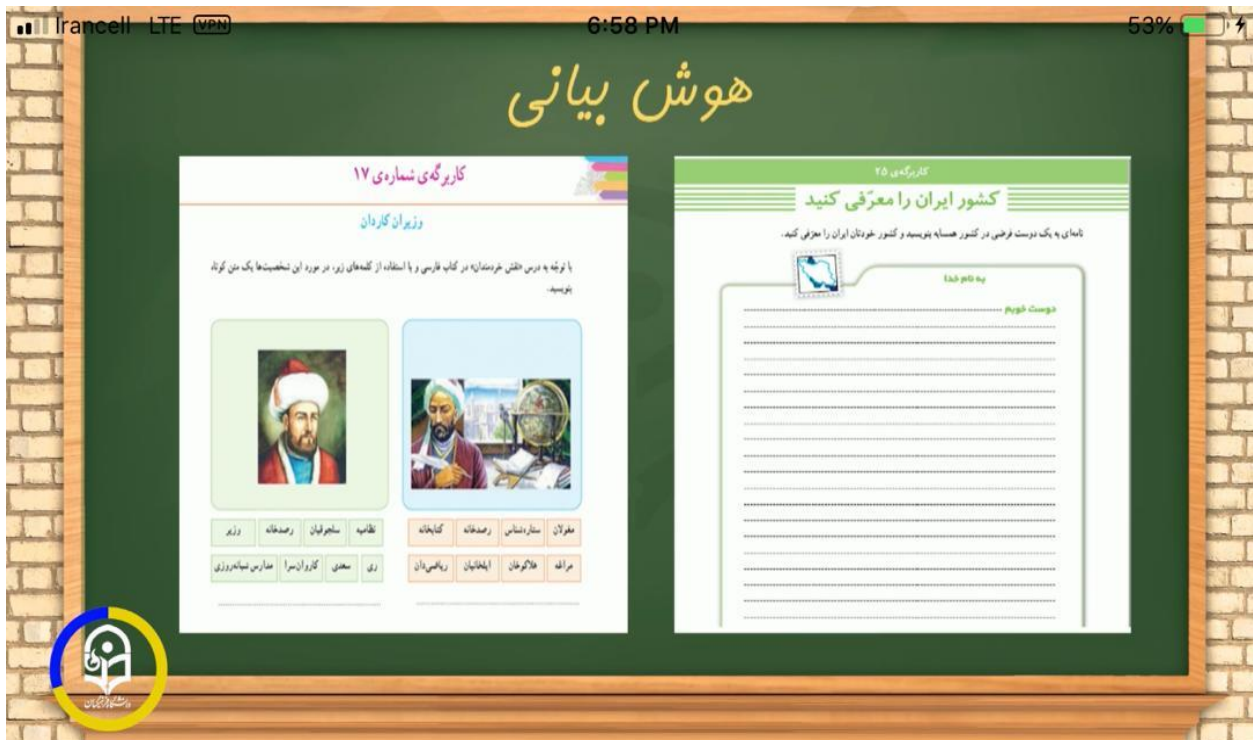 Irancell LTE VPN 6:58 PM 53%
هوش بیانی
کاربرگه‌ی ۲۵
کشور ایران را معرّفی کنید
نامه‌ای به یک دوست فرضی در کشور همسایه بنویسید و کشور خودتان ایران را معرّفی کنید.
به نام خدا
دوست خوبم
کاربرگه‌ی شماره‌ی ۱۷
وزیران کاردان
با توجّه به درس «نقش خردمندان» در کتاب فارسی و با استفاده از کلمه‌های زیر، در مورد این شخصیت‌ها یک متن کوتاه
بنویسید.
مغولان ستاره‌شناس رصدخانه کتابخانه
مراغه هلاکوخان ایلخانیان ریاضی‌دان
نظامیه سلجوقیان رصدخانه وزیر
ری سعدی کاروان‌سرا مدارس شبانه‌روزی
دانشگاه فرهنگیان